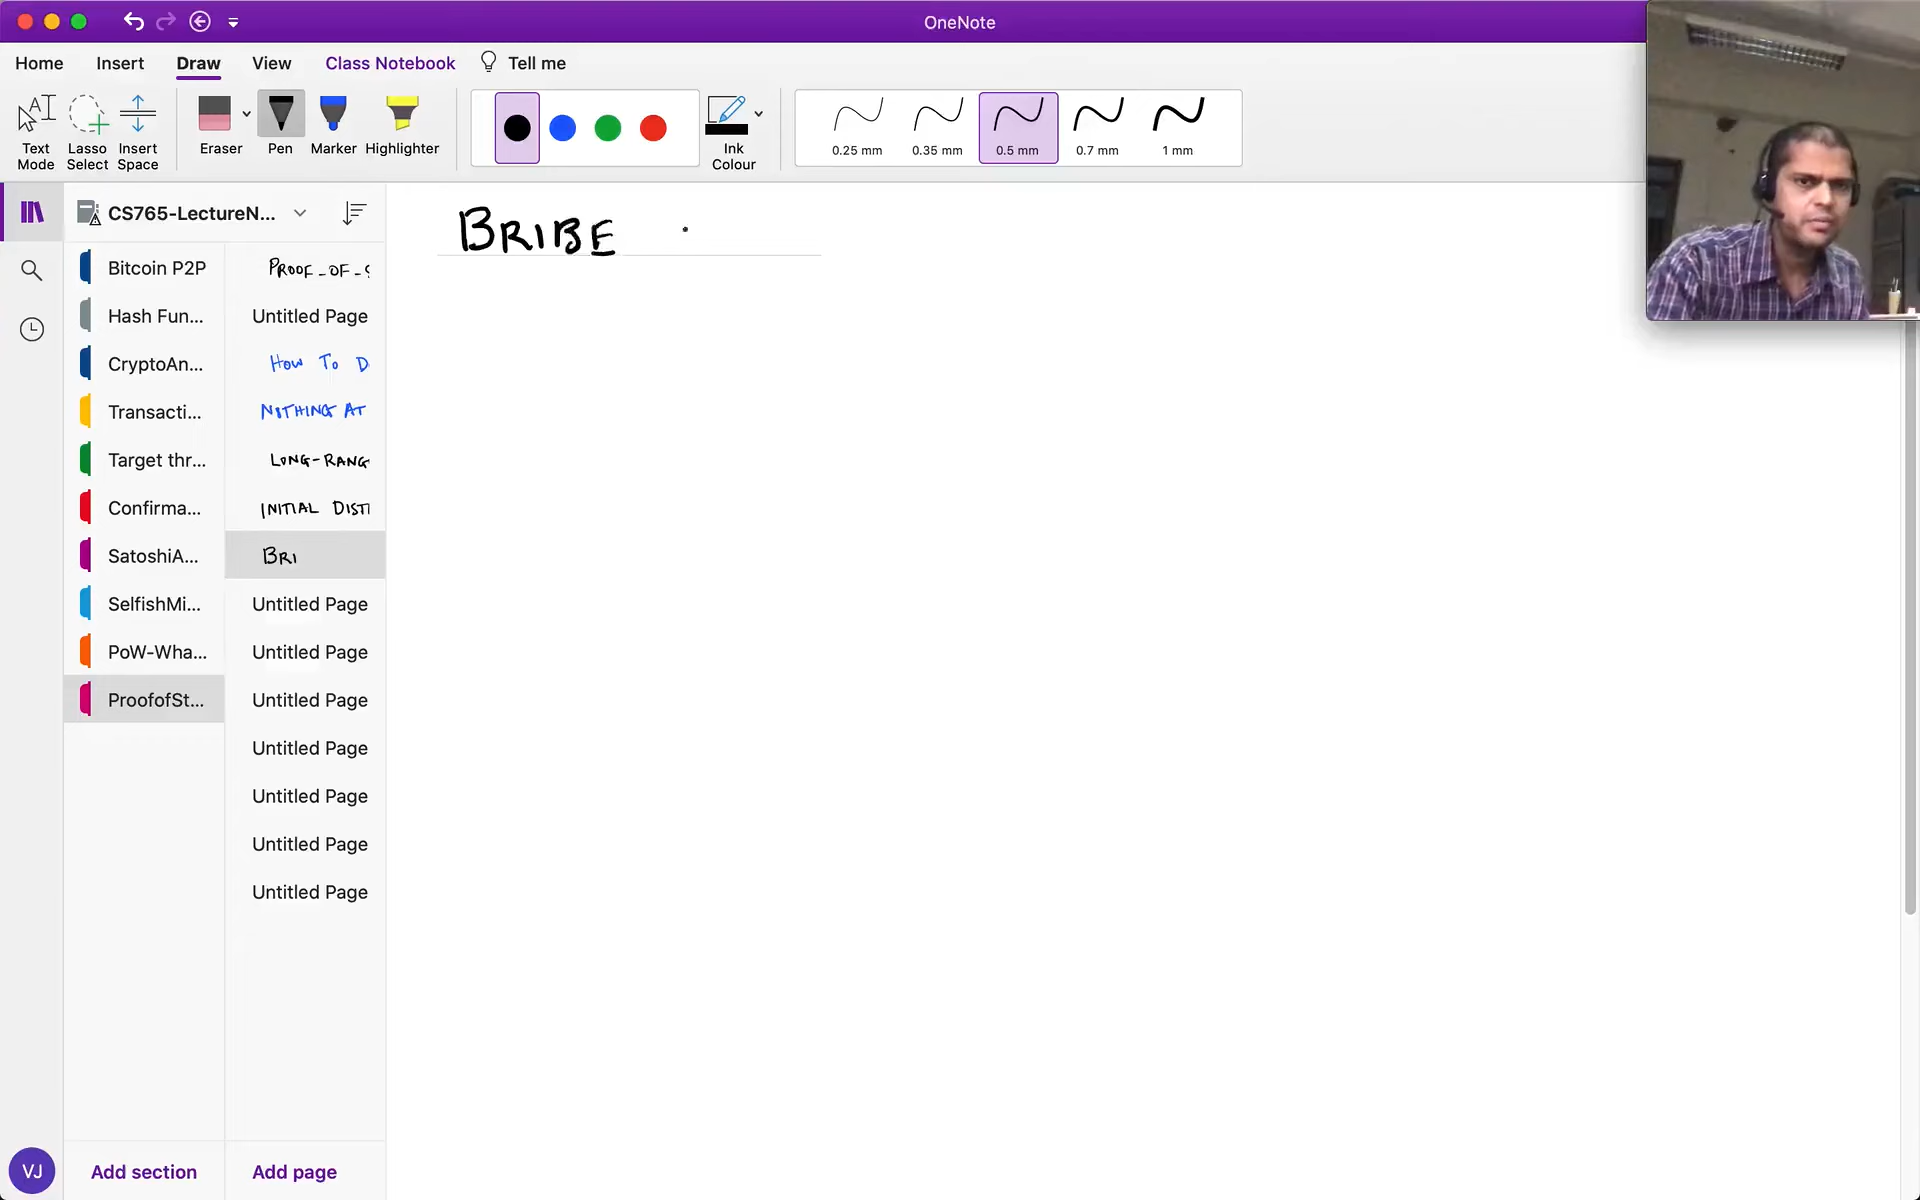 OneNote
Home Insert Draw View Class Notebook Tell me
Text Mode
Lasso Select
Insert Space
Eraser
Pen
Marker
Highlighter
Ink Colour
0.25 mm
0.35 mm
0.5 mm
0.7 mm
1 mm
CS765-LectureN...
Bitcoin P2P
Hash Fun...
CryptoAn...
Transacti...
Target thr...
Confirma...
SatoshiA...
SelfishMi...
PoW-Wha...
ProofofSt...
Add section
PROOF-OF-S
Untitled Page
HOW TO D
NOTHING AT
LONG-RANG
INITIAL DISTI
BRI
Untitled Page
Untitled Page
Untitled Page
Untitled Page
Untitled Page
Untitled Page
Untitled Page
Add page
BRIBE
VJ